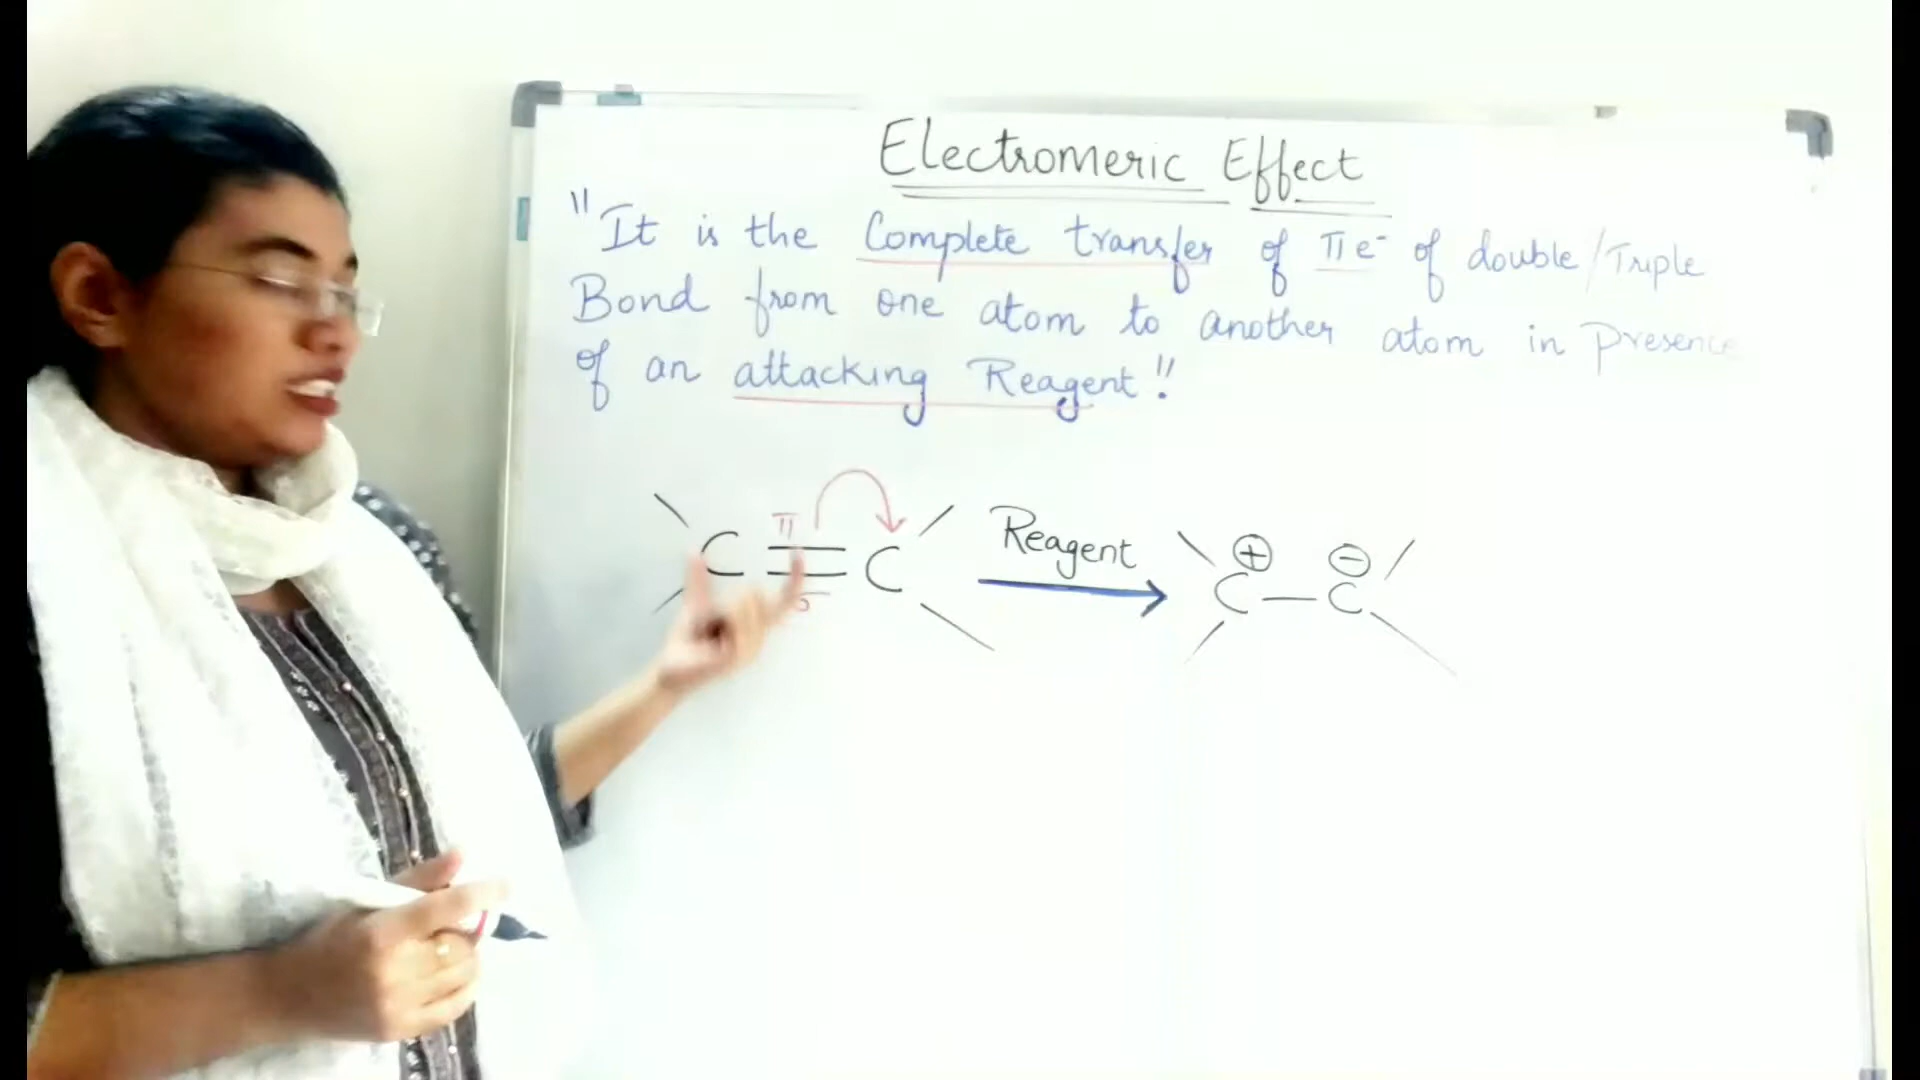 Electromeric Effect
"It is the Complete transfer of πe⁻ of double/Triple
Bond from one atom to another atom in presence
of an attacking Reagent!!
π
C = C
σ
Reagent
⊕ ⊖
C — C